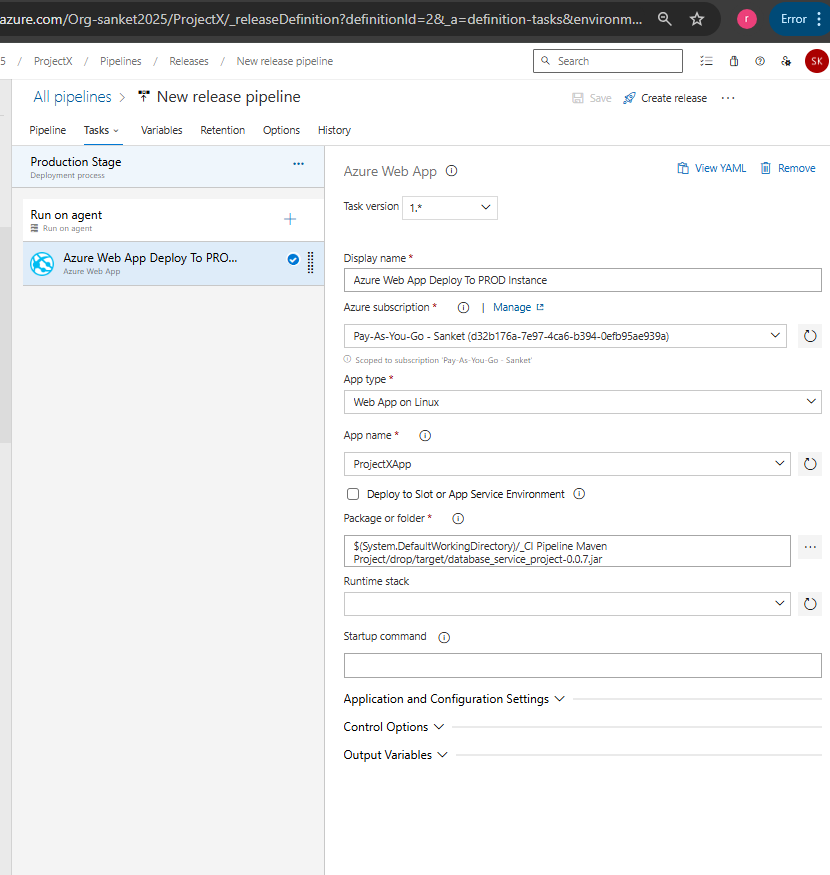 azure.com/Org-sanket2025/ProjectX/_releaseDefinition?definitionId=2&_a=definition-tasks&environm...
r
Error
5 / ProjectX / Pipelines / Releases / New release pipeline
Search
SK
All pipelines > New release pipeline
Save
Create release
Pipeline
Tasks
Variables
Retention
Options
History
Production Stage
Deployment process
Run on agent
Run on agent
Azure Web App Deploy To PRO...
Azure Web App
Azure Web App
View YAML
Remove
Task version
1.*
Display name *
Azure Web App Deploy To PROD Instance
Azure subscription * | Manage
Pay-As-You-Go - Sanket (d32b176a-7e97-4ca6-b394-0efb95ae939a)
Scoped to subscription 'Pay-As-You-Go - Sanket'
App type *
Web App on Linux
App name *
ProjectXApp
Deploy to Slot or App Service Environment
Package or folder *
$(System.DefaultWorkingDirectory)/_CI Pipeline Maven
Project/drop/target/database_service_project-0.0.7.jar
Runtime stack
Startup command
Application and Configuration Settings
Control Options
Output Variables